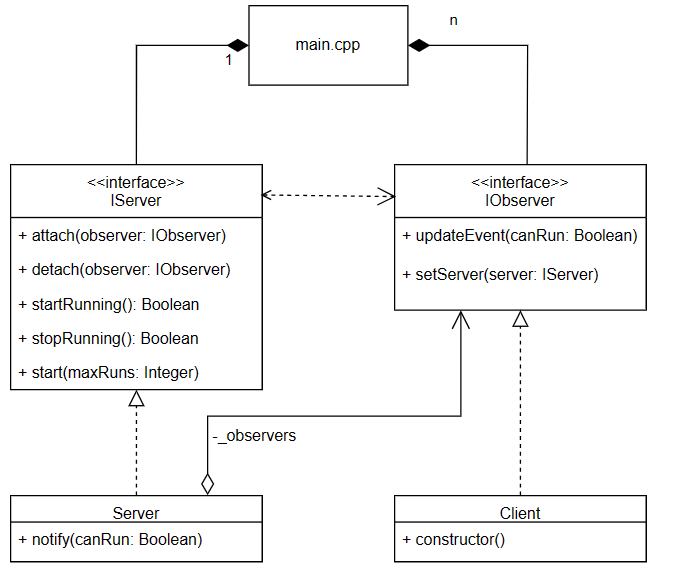 main.cpp
1
n
<<interface>>
IServer
+ attach(observer: IObserver)
+ detach(observer: IObserver)
+ startRunning(): Boolean
+ stopRunning(): Boolean
+ start(maxRuns: Integer)
<<interface>>
IObserver
+ updateEvent(canRun: Boolean)
+ setServer(server: IServer)
-_observers
Server
+ notify(canRun: Boolean)
Client
+ constructor()